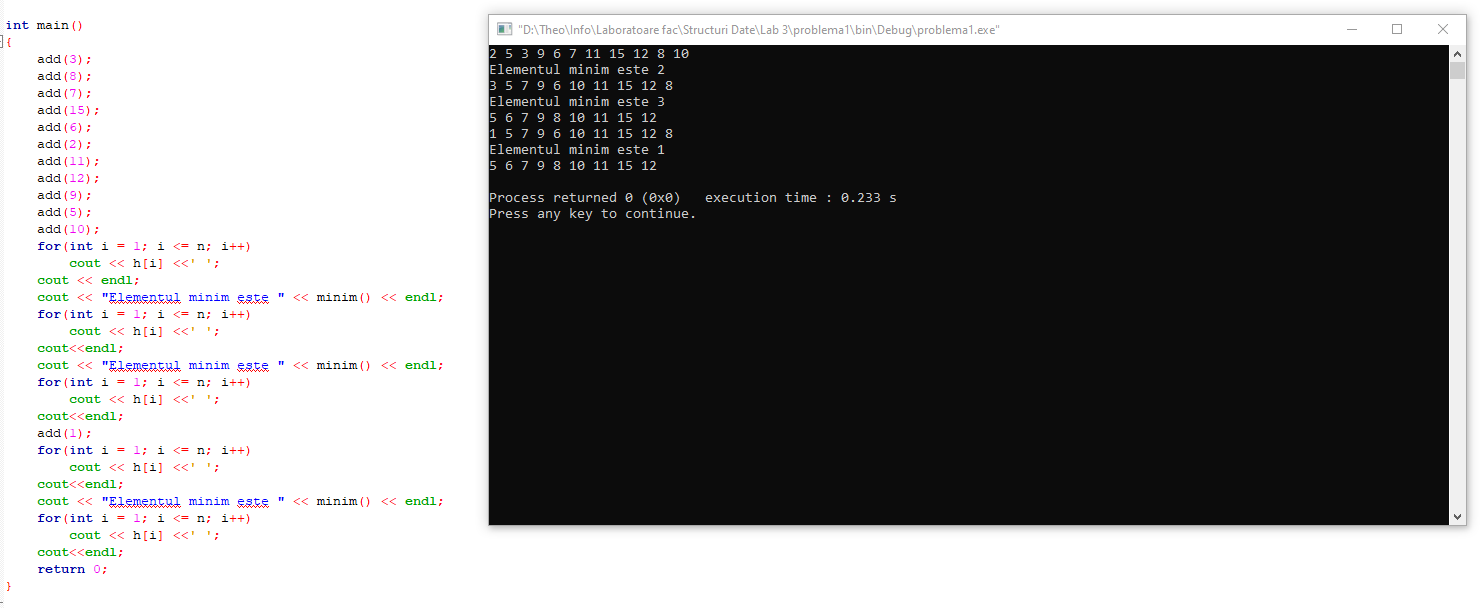 int main()
{
    add(3);
    add(8);
    add(7);
    add(15);
    add(6);
    add(2);
    add(11);
    add(12);
    add(9);
    add(5);
    add(10);
    for(int i = 1; i <= n; i++)
        cout << h[i] <<' ';
    cout << endl;
    cout << "Elementul minim este " << minim() << endl;
    for(int i = 1; i <= n; i++)
        cout << h[i] <<' ';
    cout<<endl;
    cout << "Elementul minim este " << minim() << endl;
    for(int i = 1; i <= n; i++)
        cout << h[i] <<' ';
    cout<<endl;
    add(1);
    for(int i = 1; i <= n; i++)
        cout << h[i] <<' ';
    cout<<endl;
    cout << "Elementul minim este " << minim() << endl;
    for(int i = 1; i <= n; i++)
        cout << h[i] <<' ';
    cout<<endl;
    return 0;
}
"D:\Theo\Info\Laboratoare fac\Structuri Date\Lab 3\problema1\bin\Debug\problema1.exe"
2 5 3 9 6 7 11 15 12 8 10
Elementul minim este 2
3 5 7 9 6 10 11 15 12 8
Elementul minim este 3
5 6 7 9 8 10 11 15 12
1 5 7 9 6 10 11 15 12 8
Elementul minim este 1
5 6 7 9 8 10 11 15 12
Process returned 0 (0x0)   execution time : 0.233 s
Press any key to continue.